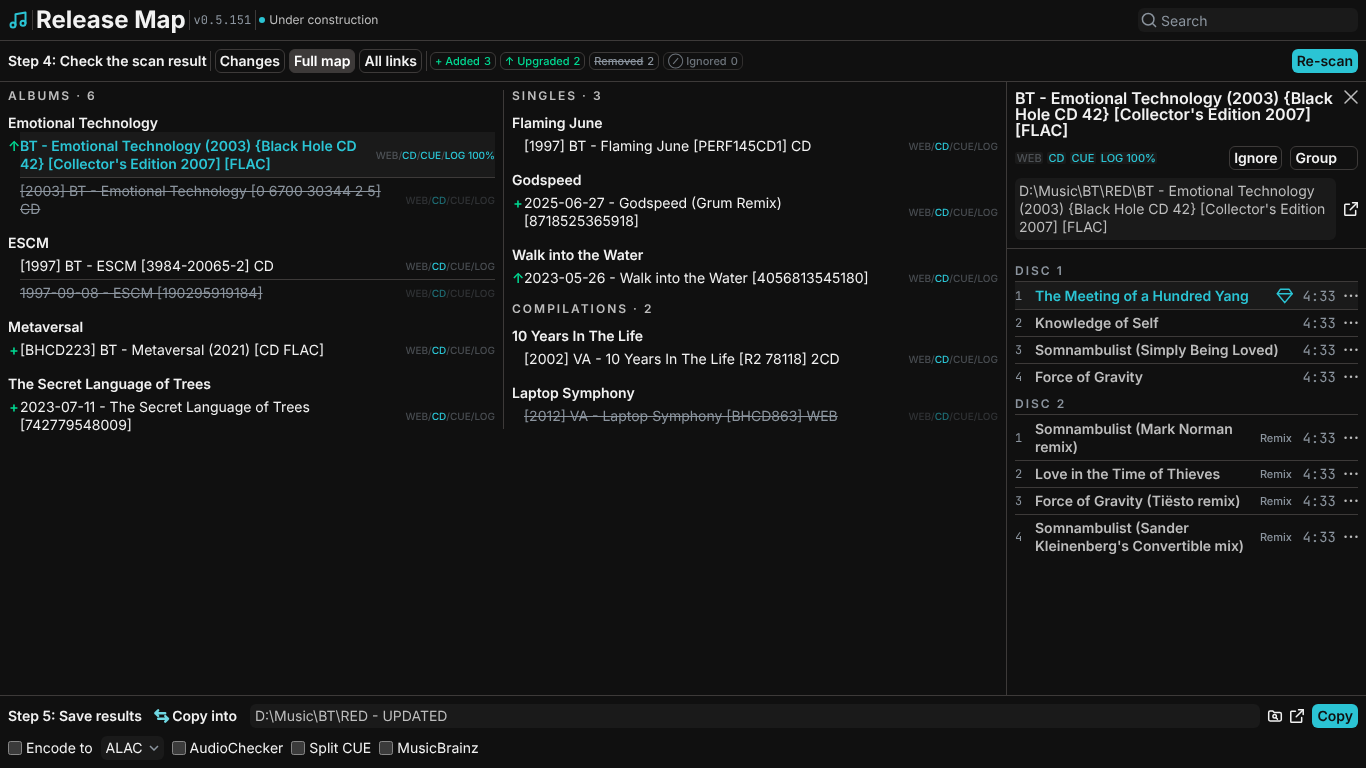 Release Map v0.5.151 Under construction
Search
Step 4: Check the scan result Changes Full map All links + Added 3 Upgraded 2 Removed 2 Ignored 0 Re-scan
ALBUMS · 6
Emotional Technology
BT - Emotional Technology (2003) {Black Hole CD
42} [Collector's Edition 2007] [FLAC]
WEB/CD/CUE/LOG 100%
[2003] BT - Emotional Technology [0 6700 30344 2 5]
CD
WEB/CD/CUE/LOG
ESCM
[1997] BT - ESCM [3984-20065-2] CD WEB/CD/CUE/LOG
1997-09-08 - ESCM [190295919184] WEB/CD/CUE/LOG
Metaversal
+[BHCD223] BT - Metaversal (2021) [CD FLAC] WEB/CD/CUE/LOG
The Secret Language of Trees
+2023-07-11 - The Secret Language of Trees
[742779548009]
WEB/CD/CUE/LOG
SINGLES · 3
Flaming June
[1997] BT - Flaming June [PERF145CD1] CD WEB/CD/CUE/LOG
Godspeed
+2025-06-27 - Godspeed (Grum Remix)
[8718525365918]
WEB/CD/CUE/LOG
Walk into the Water
2023-05-26 - Walk into the Water [4056813545180] WEB/CD/CUE/LOG
COMPILATIONS · 2
10 Years In The Life
[2002] VA - 10 Years In The Life [R2 78118] 2CD WEB/CD/CUE/LOG
Laptop Symphony
[2012] VA - Laptop Symphony [BHCD863] WEB WEB/CD/CUE/LOG
BT - Emotional Technology (2003) {Black
Hole CD 42} [Collector's Edition 2007]
[FLAC]
WEB CD CUE LOG 100% Ignore Group
D:\Music\BT\RED\BT - Emotional Technology
(2003) {Black Hole CD 42} [Collector's Edition
2007] [FLAC]
DISC 1
1 The Meeting of a Hundred Yang 4:33
2 Knowledge of Self 4:33
3 Somnambulist (Simply Being Loved) 4:33
4 Force of Gravity 4:33
DISC 2
1 Somnambulist (Mark Norman
remix)
Remix 4:33
2 Love in the Time of Thieves Remix 4:33
3 Force of Gravity (Tiësto remix) Remix 4:33
4 Somnambulist (Sander
Kleinenberg's Convertible mix)
Remix 4:33
Step 5: Save results Copy into D:\Music\BT\RED - UPDATED Copy
Encode to ALAC AudioChecker Split CUE MusicBrainz